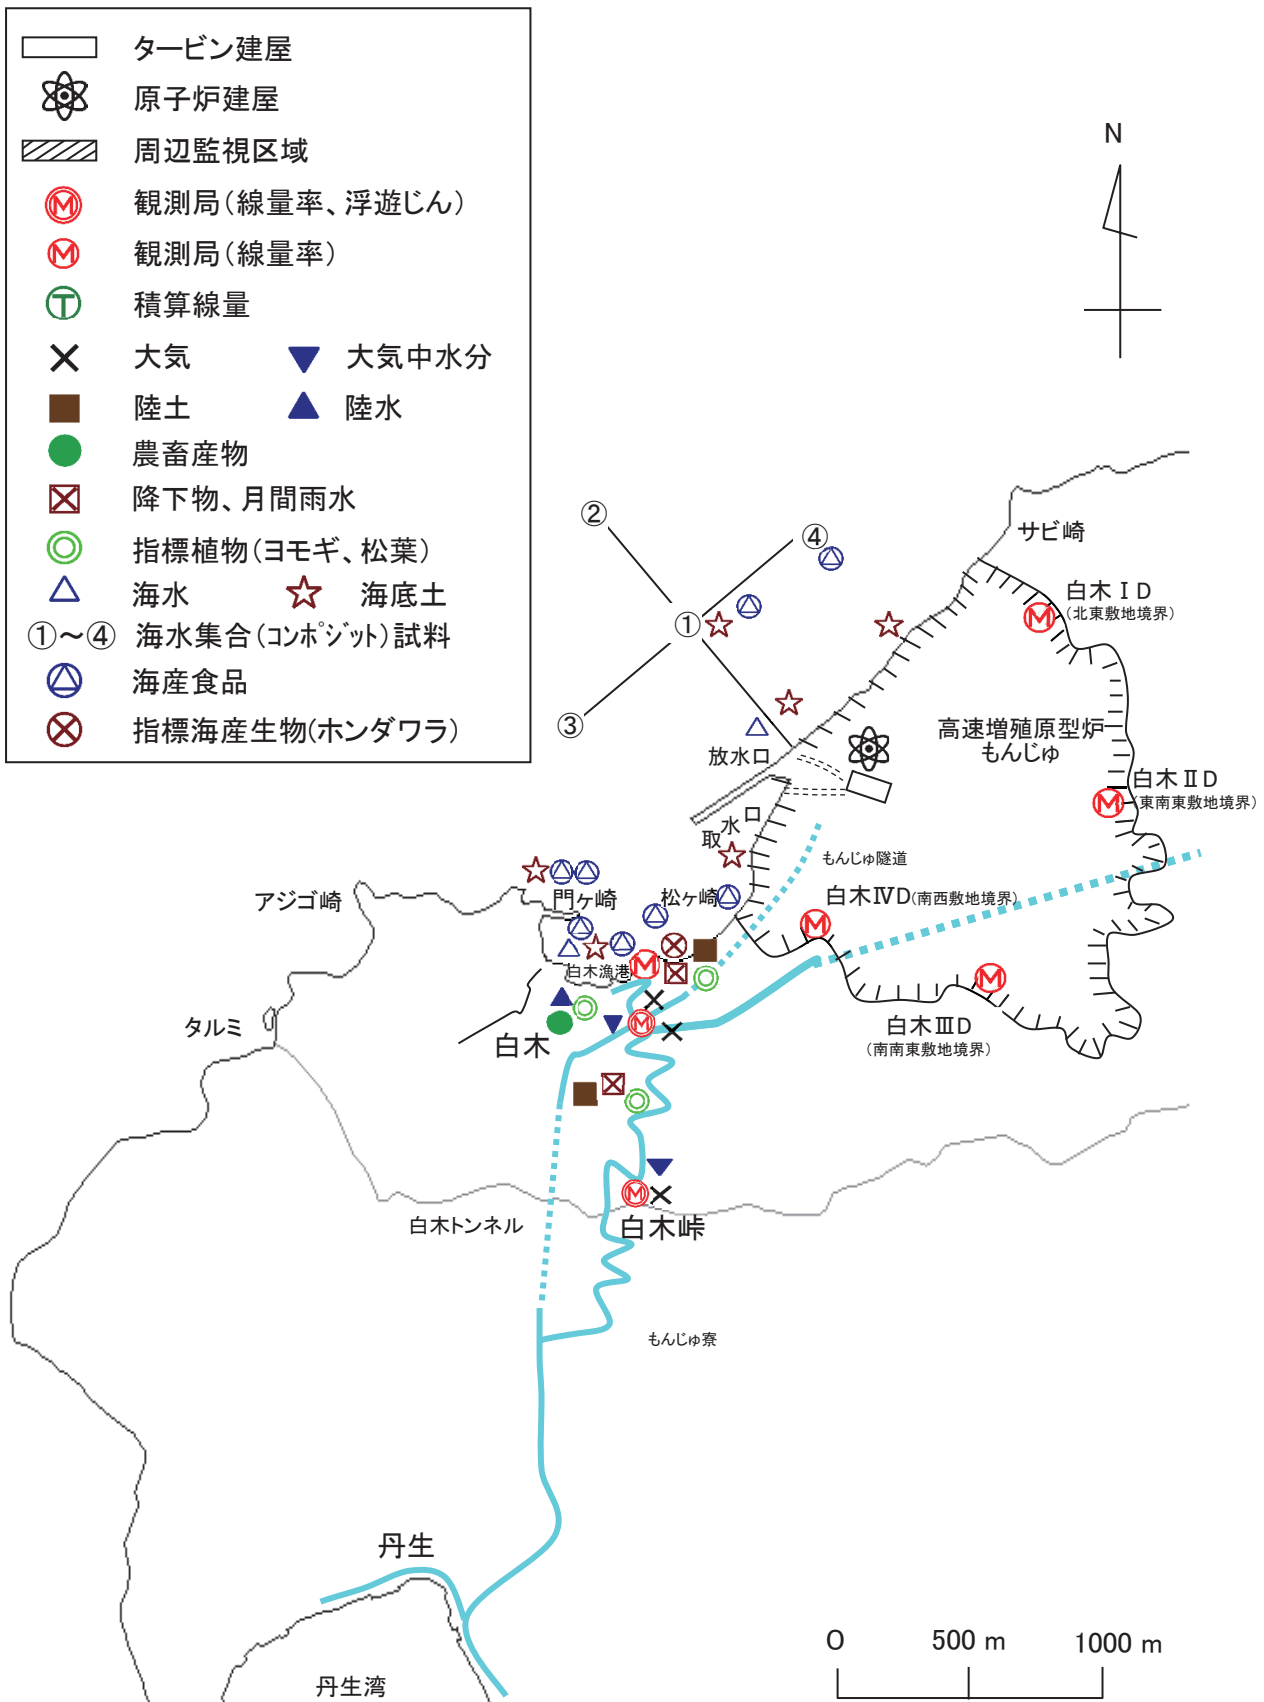 タービン建屋
原子炉建屋
周辺監視区域
M 観測局(線量率、浮遊じん)
M 観測局(線量率)
T 積算線量
大気 大気中水分
陸土 陸水
農畜産物
降下物、月間雨水
指標植物(ヨモギ、松葉)
海水 海底土
①～④ 海水集合(コンポジット)試料
海産食品
指標海産生物(ホンダワラ)
N
サビ崎
②
④
①
③
白木ⅠD
(北東敷地境界)
M
高速増殖原型炉
もんじゅ
放水口
白木ⅡD
(東南東敷地境界)
M
取水口
もんじゅ隧道
アジゴ崎
門ヶ崎
松ヶ崎
白木ⅣD(南西敷地境界)
M
白木漁港
M
M
白木ⅢD
(南南東敷地境界)
タルミ
白木
M
M
白木トンネル
白木峠
もんじゅ寮
丹生
丹生湾
O 500 m 1000 m